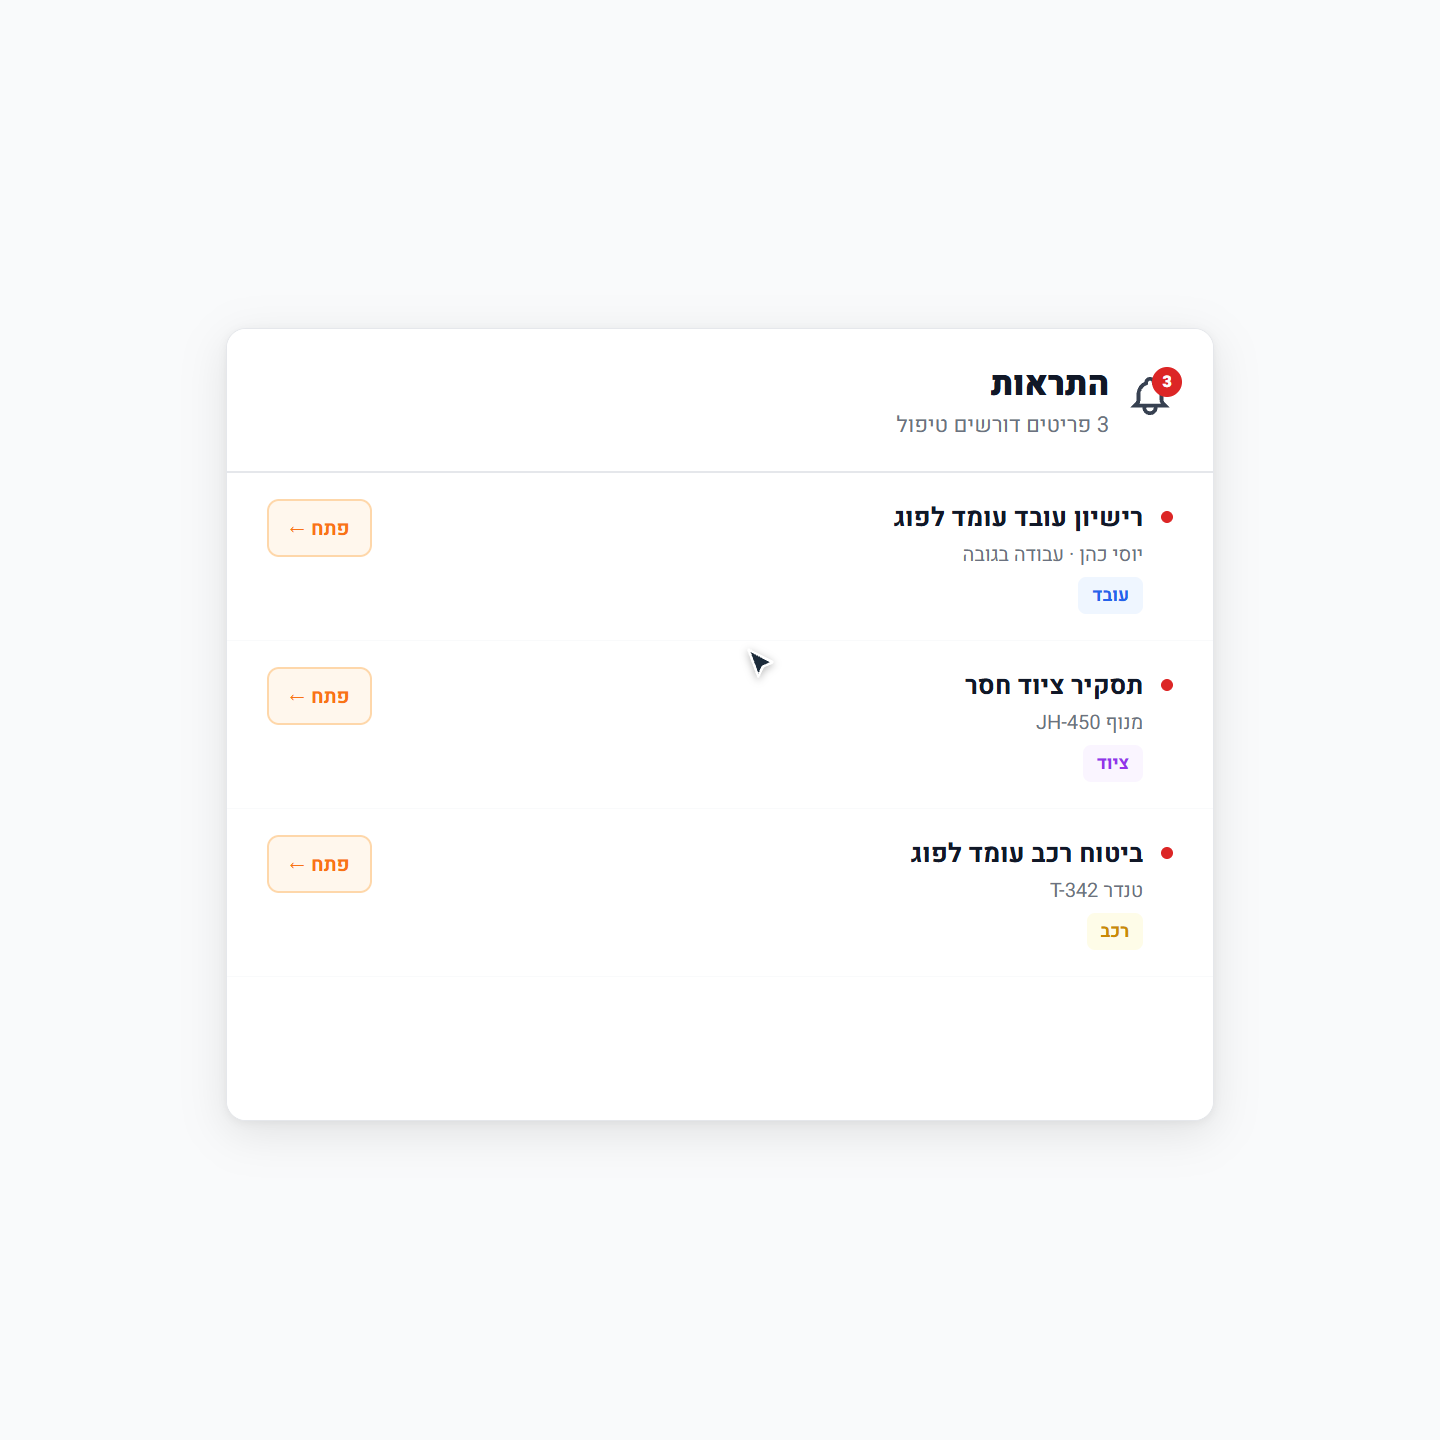 3
התראות
3 פריטים דורשים טיפול
רישיון עובד עומד לפוג
יוסי כהן · עבודה בגובה
עובד
פתח ←
תסקיר ציוד חסר
מנוף JH-450
ציוד
פתח ←
ביטוח רכב עומד לפוג
טנדר T-342
רכב
פתח ←